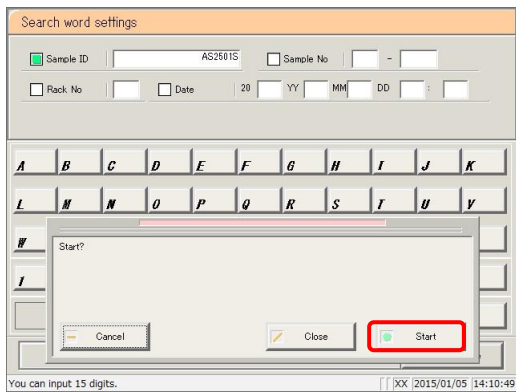 Search word settings
Sample ID AS2501S Sample No -
Rack No Date 20 YY MM DD :
A B C D E F G H I J K
L M N O P Q R S T U V
W
Start?
1
Cancel Close Start
You can input 15 digits. XX 2015/01/05 14:10:49